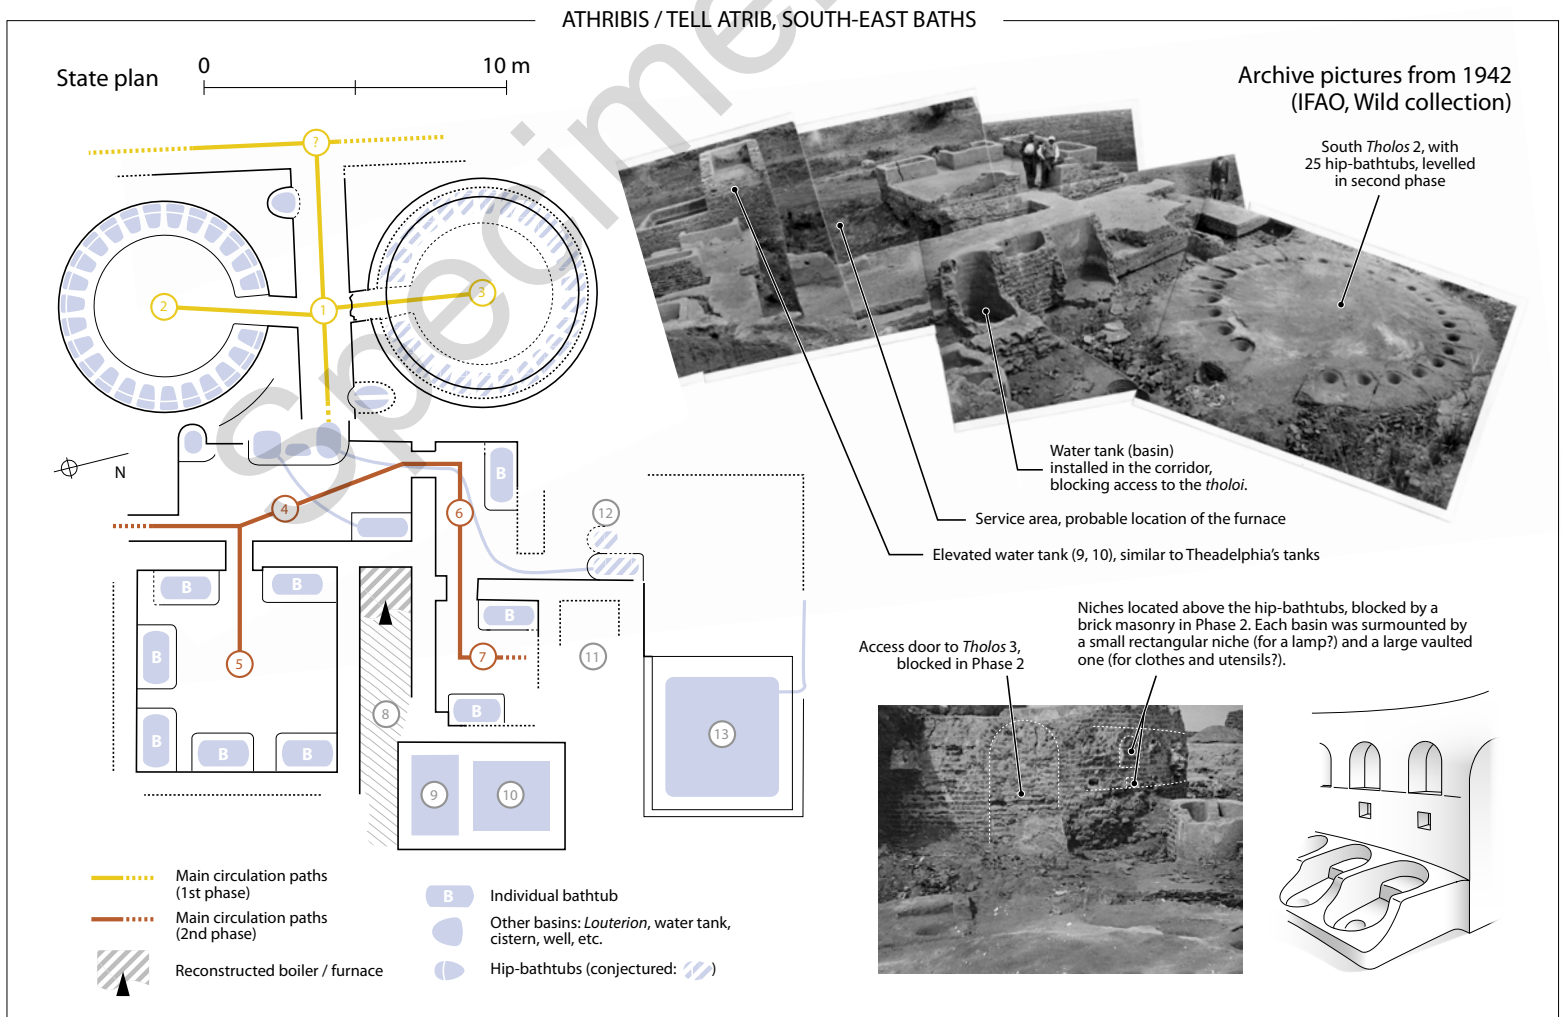 ATHRIBIS / TELL ATRIB, SOUTH-EAST BATHS
State plan
0
10 m
Archive pictures from 1942
(IFAO, Wild collection)
South Tholos 2, with
25 hip-bathtubs, levelled
in second phase
?
2
1
3
Water tank (basin)
installed in the corridor,
blocking access to the tholoi.
Service area, probable location of the furnace
Elevated water tank (9, 10), similar to Theadelphia's tanks
N
B
4
6
12
B
B
B
B
5
7
11
B
8
B
B
B
9
10
13
Niches located above the hip-bathtubs, blocked by a
brick masonry in Phase 2. Each basin was surmounted by
a small rectangular niche (for a lamp?) and a large vaulted
one (for clothes and utensils?).
Access door to Tholos 3,
blocked in Phase 2
Main circulation paths
(1st phase)
Main circulation paths
(2nd phase)
Reconstructed boiler / furnace
B
Individual bathtub
Other basins: Louterion, water tank,
cistern, well, etc.
Hip-bathtubs (conjectured: )
Specimen